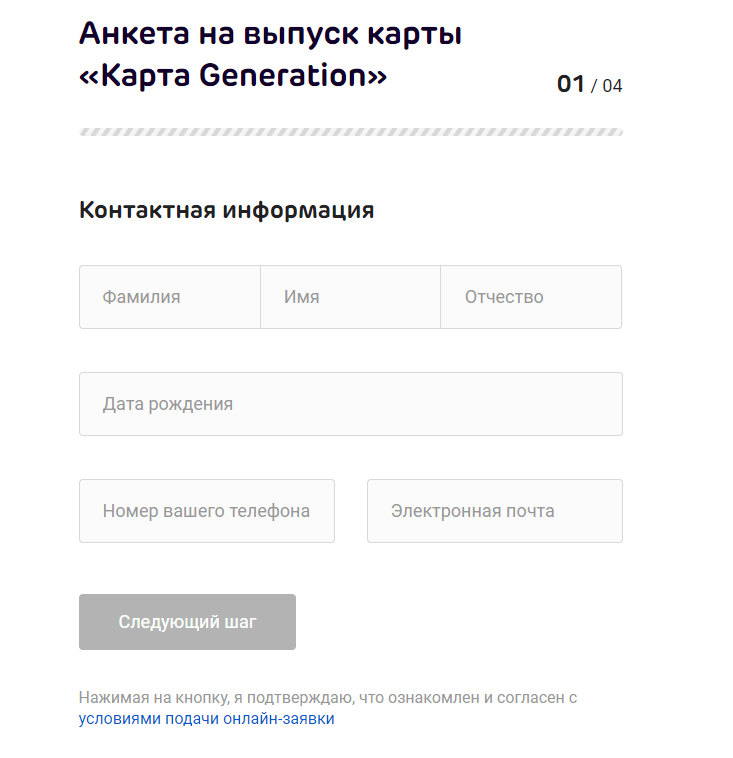 Анкета на выпуск карты
«Карта Generation»
01 / 04
Контактная информация
Фамилия Имя Отчество
Дата рождения
Номер вашего телефона Электронная почта
Следующий шаг
Нажимая на кнопку, я подтверждаю, что ознакомлен и согласен с
условиями подачи онлайн-заявки